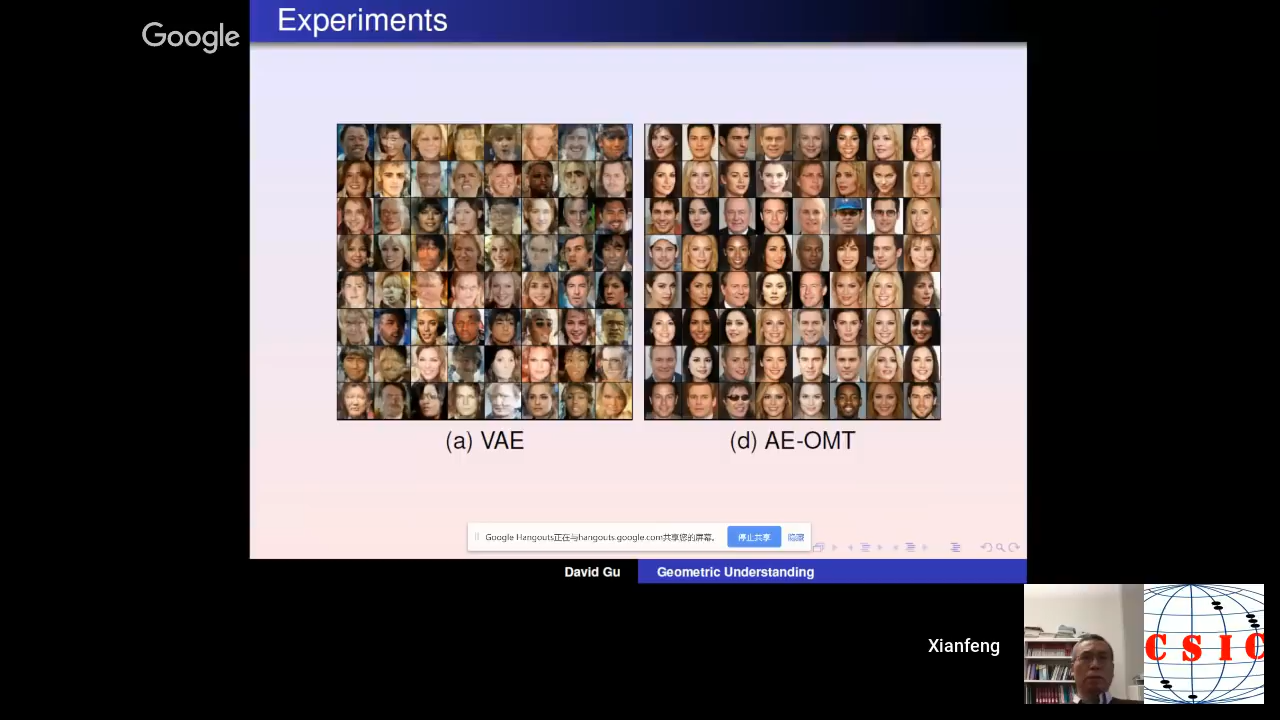 Google
Experiments
(a) VAE
(d) AE-OMT
Google Hangouts正在与hangouts.google.com共享您的屏幕。
停止共享
隐藏
David Gu
Geometric Understanding
Xianfeng
CSIC